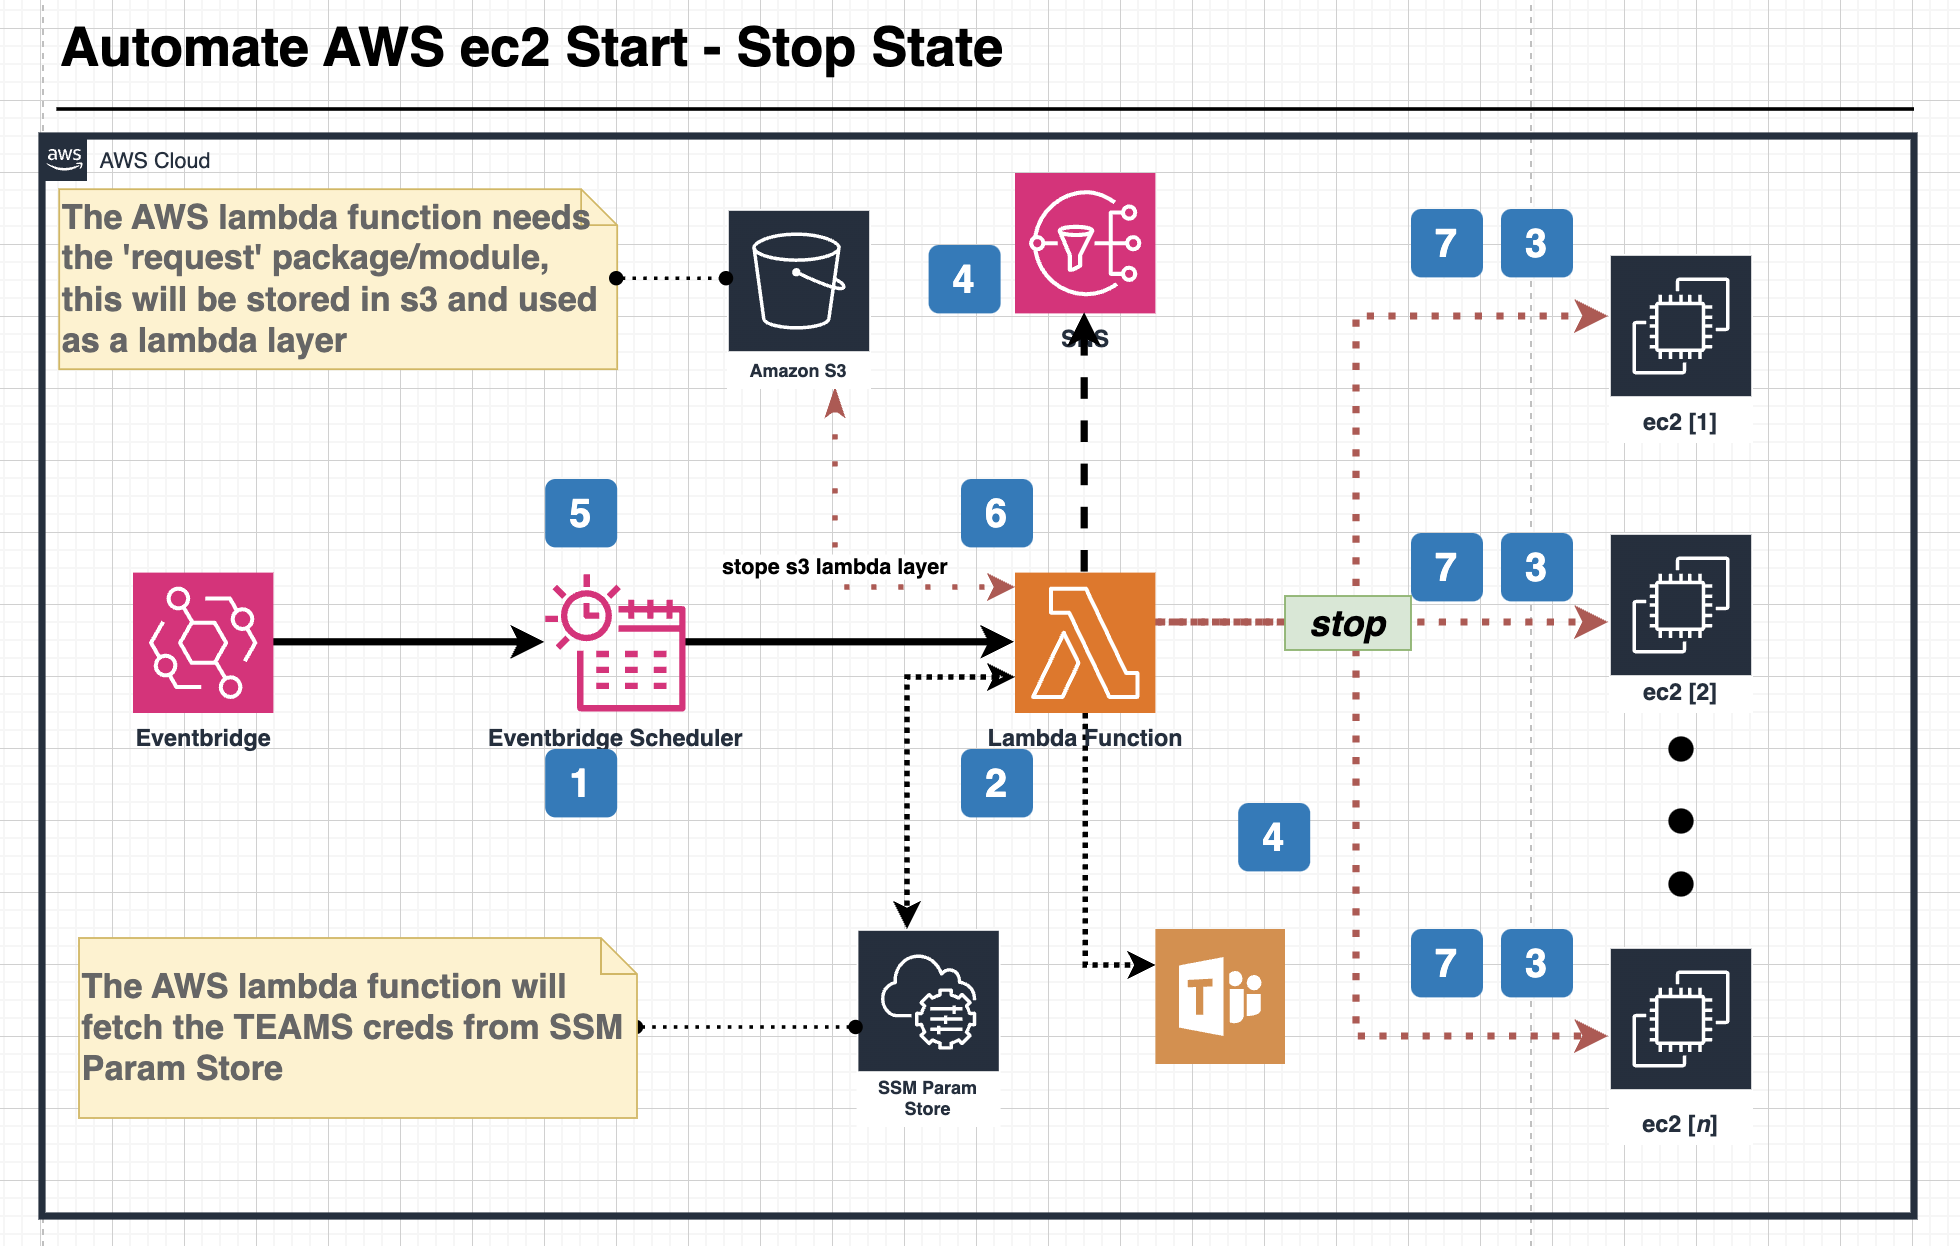 Automate AWS ec2 Start - Stop State
aws
AWS Cloud
The AWS lambda function needs
the 'request' package/module,
this will be stored in s3 and used
as a lambda layer
Amazon S3
4
SNS
7 3
ec2 [1]
5
6
stope s3 lambda layer
7 3
stop
ec2 [2]
Eventbridge
Eventbridge Scheduler
Lambda Function
1
2
4
The AWS lambda function will
fetch the TEAMS creds from SSM
Param Store
SSM Param
Store
T
7 3
ec2 [n]